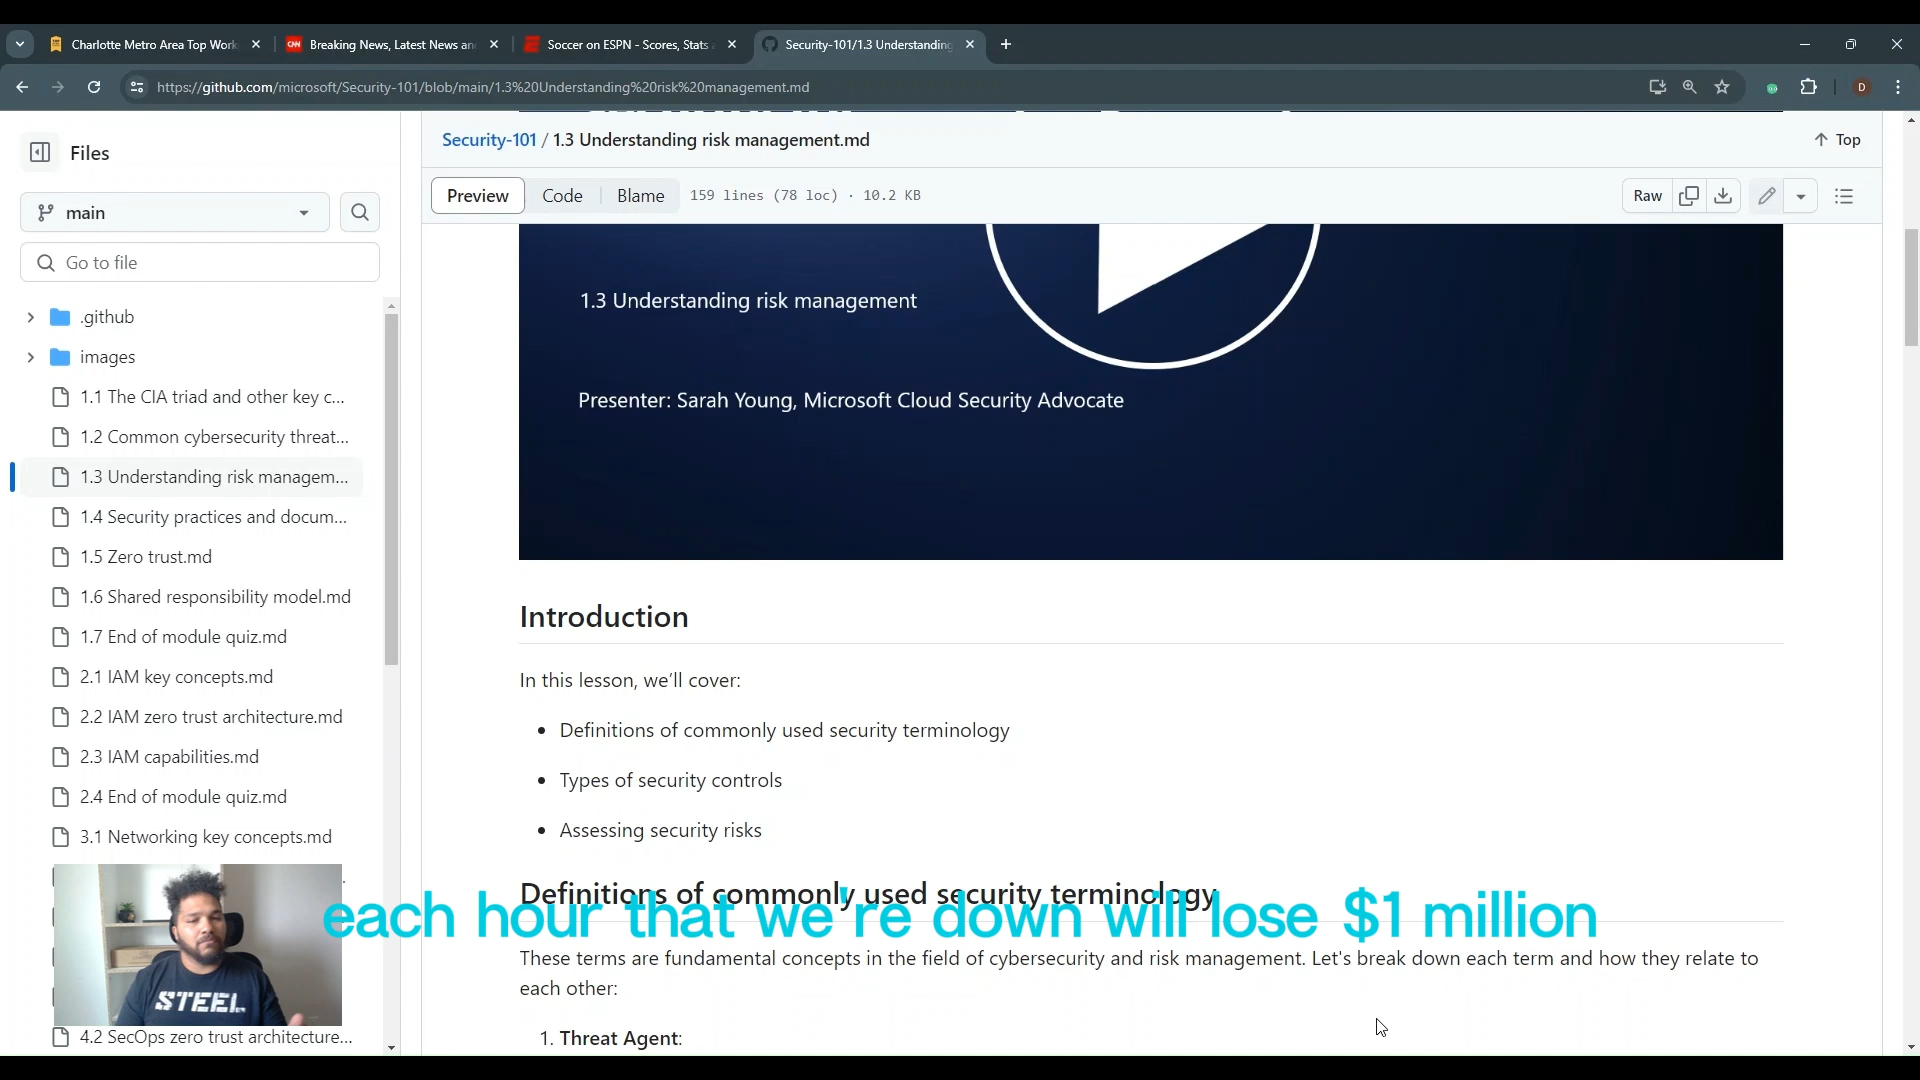 Charlotte Metro Area Top Work
CNN Breaking News, Latest News an
Soccer on ESPN - Scores, Stats
Security-101/1.3 Understanding
https://github.com/microsoft/Security-101/blob/main/1.3%20Understanding%20risk%20management.md
D
Files
Security-101 / 1.3 Understanding risk management.md
Top
main
Preview
Code
Blame
159 lines (78 loc) · 10.2 KB
Raw
Go to file
.github
images
1.1 The CIA triad and other key c...
1.2 Common cybersecurity threat...
1.3 Understanding risk managem...
1.4 Security practices and docum...
1.5 Zero trust.md
1.6 Shared responsibility model.md
1.7 End of module quiz.md
2.1 IAM key concepts.md
2.2 IAM zero trust architecture.md
2.3 IAM capabilities.md
2.4 End of module quiz.md
3.1 Networking key concepts.md
4.2 SecOps zero trust architecture...
1.3 Understanding risk management
Presenter: Sarah Young, Microsoft Cloud Security Advocate
Introduction
In this lesson, we'll cover:
• Definitions of commonly used security terminology
• Types of security controls
• Assessing security risks
Definitions of commonly used security terminology
each hour that we're down will lose $1 million
These terms are fundamental concepts in the field of cybersecurity and risk management. Let's break down each term and how they relate to
each other:
1. Threat Agent:
STEEL